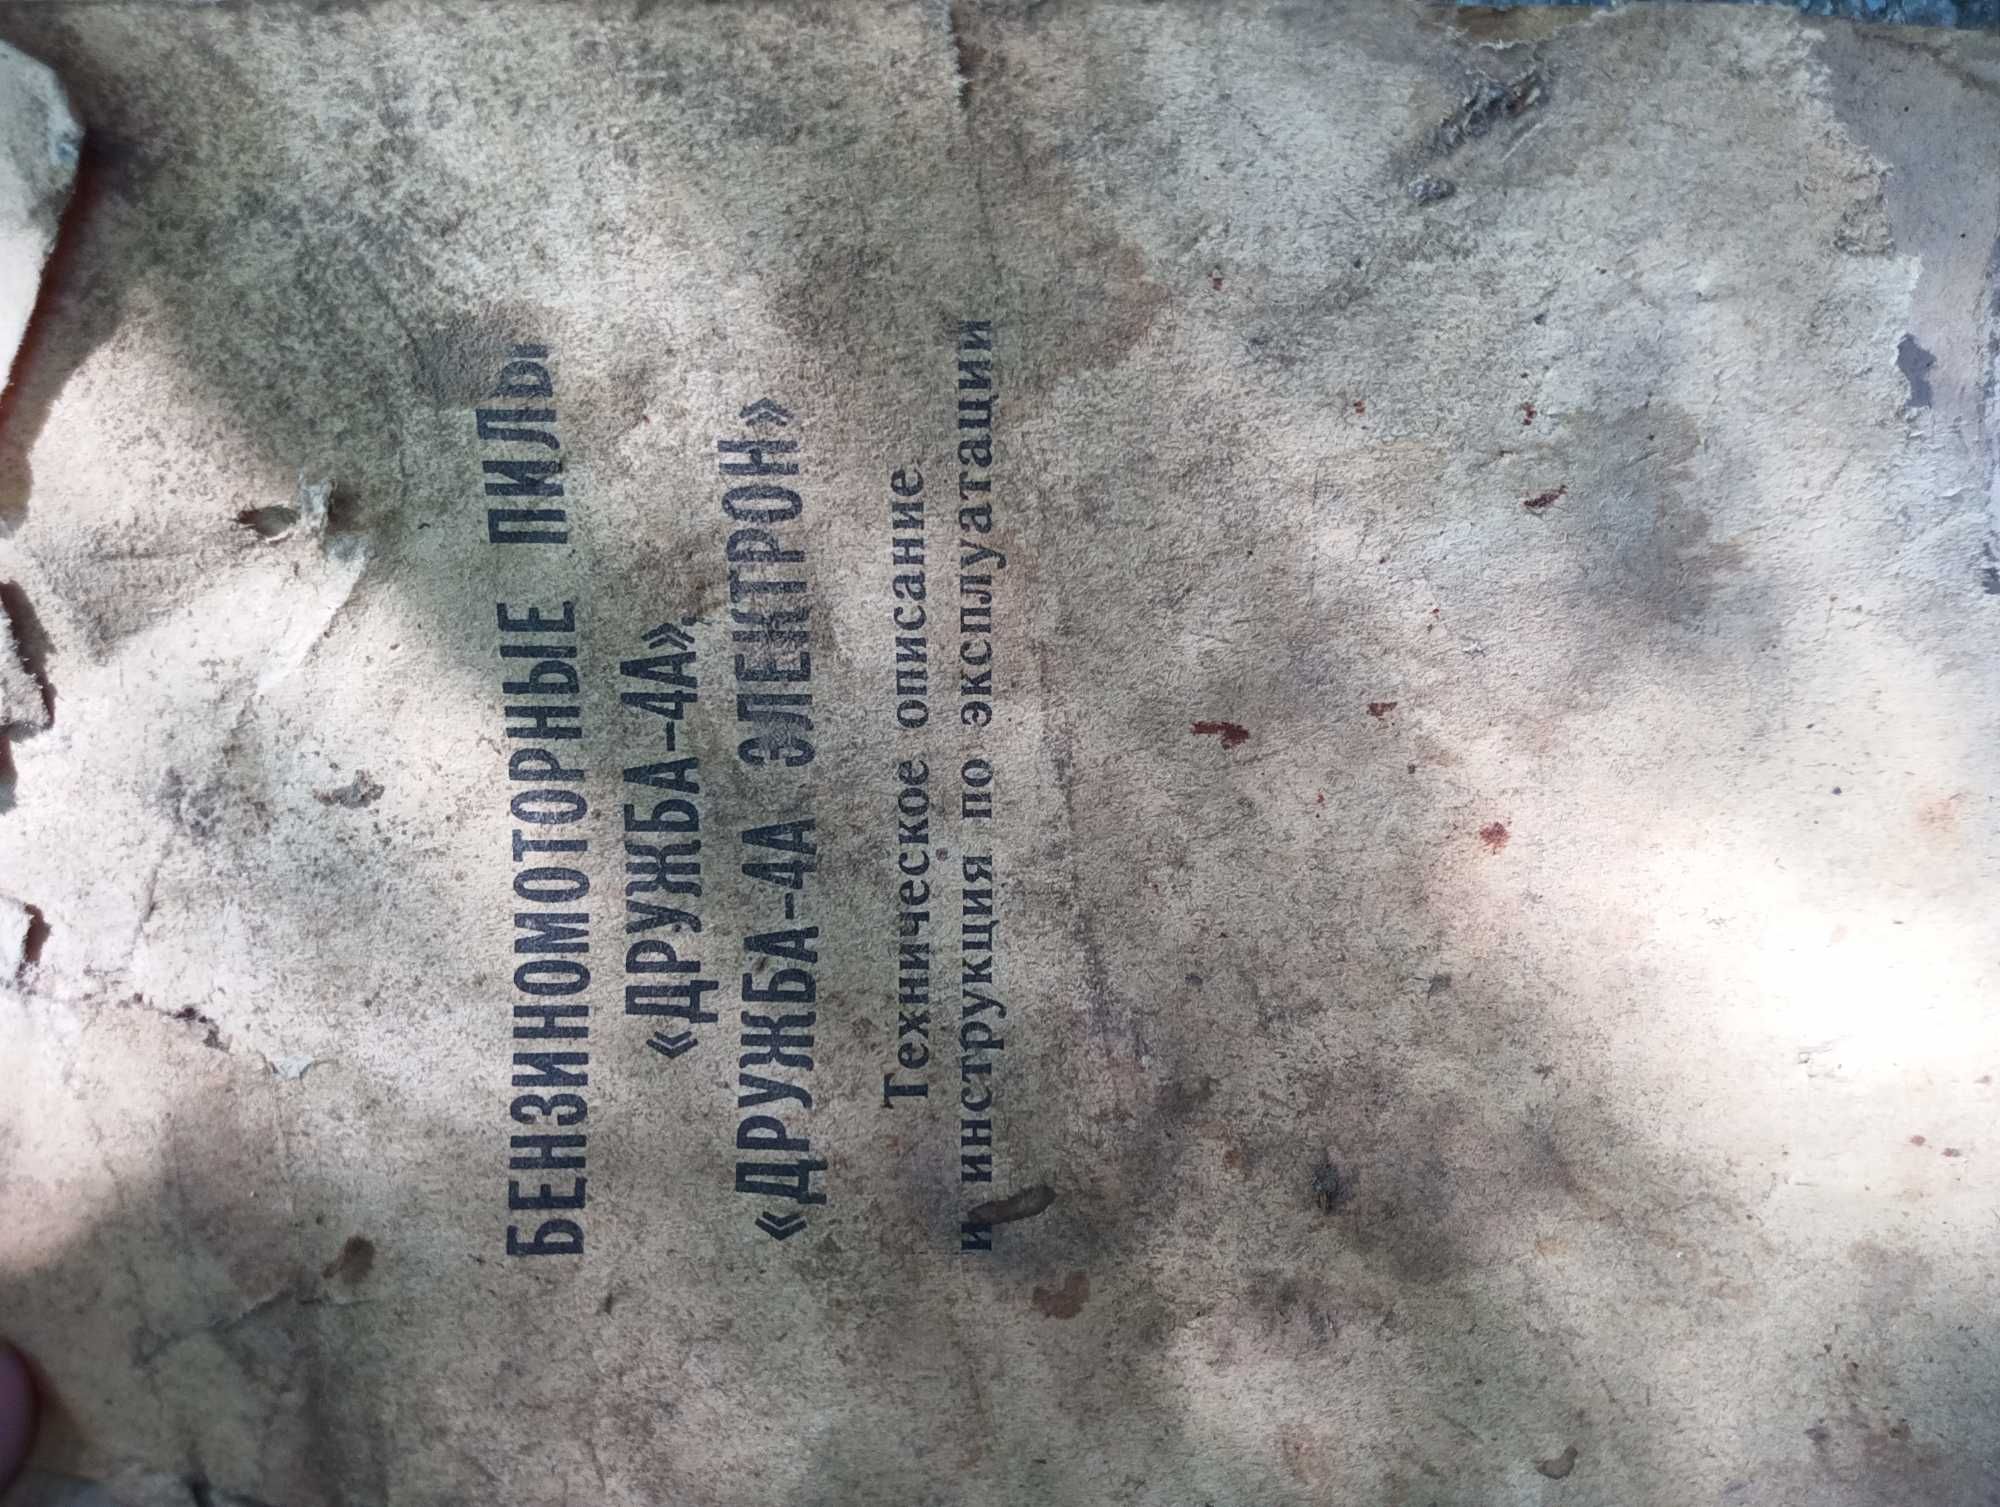 БЕНЗИНОМОТОРНЫЕ ПИЛЫ
«ДРУЖБА-4А»,
«ДРУЖБА-4А ЭЛЕКТРОН»
Техническое описание
и инструкция по эксплуатации